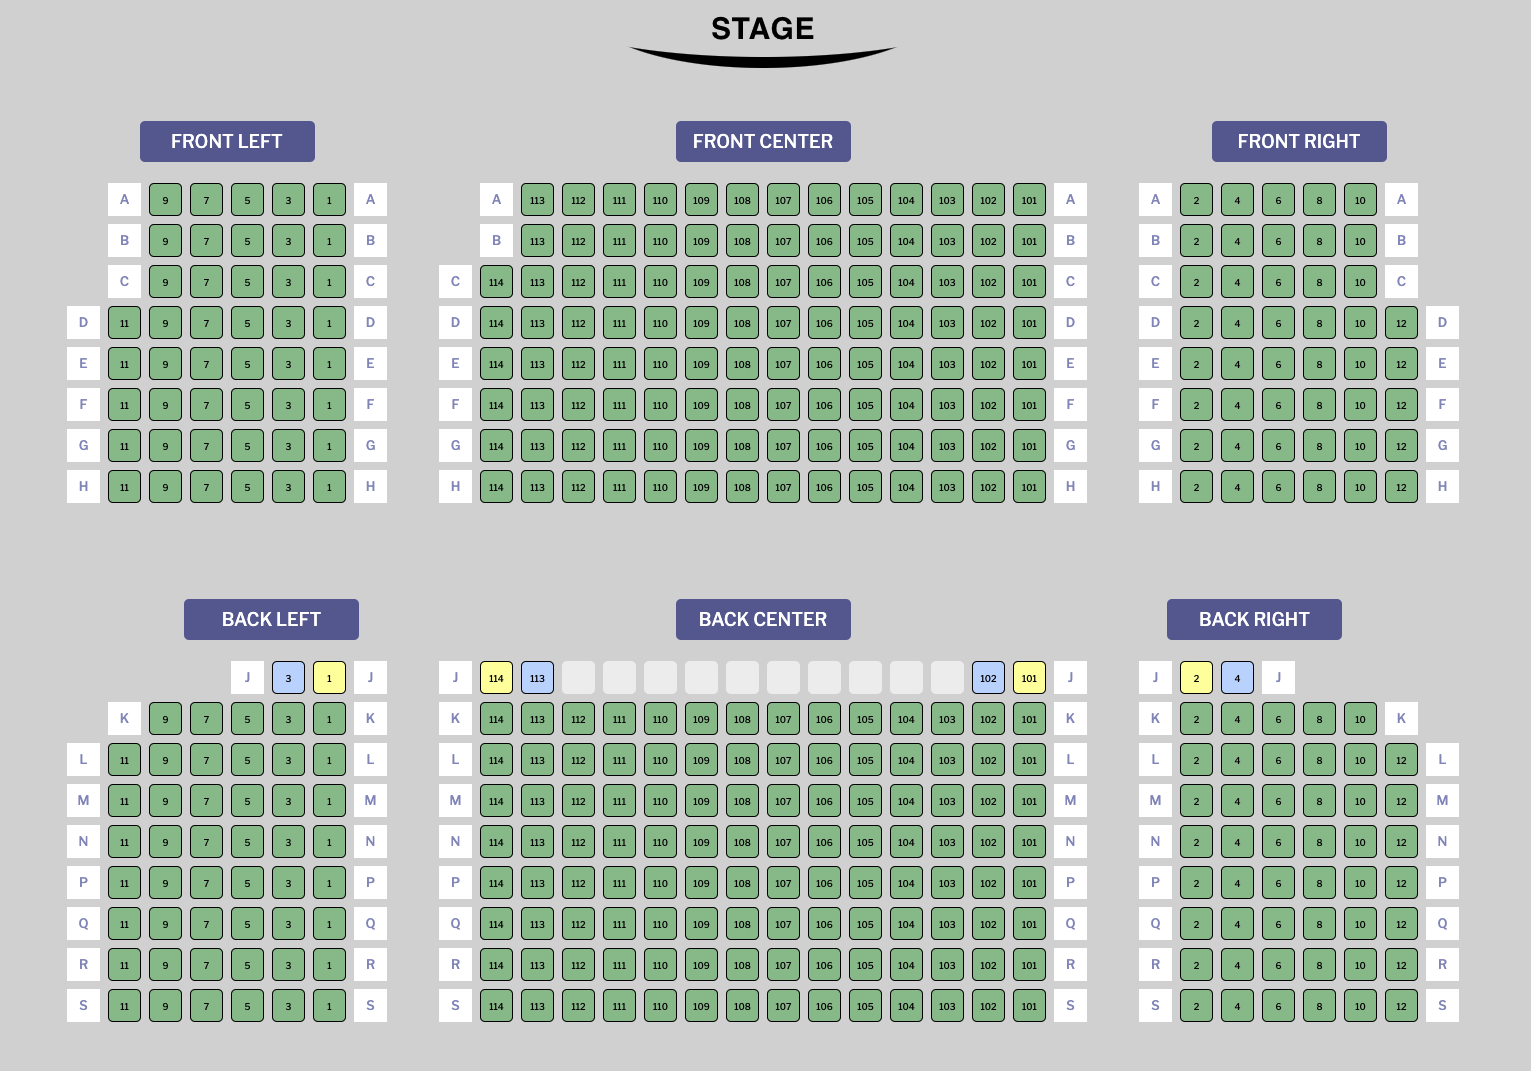 STAGE
FRONT LEFT FRONT CENTER FRONT RIGHT
A 9 7 5 3 1 A A 113 112 111 110 109 108 107 106 105 104 103 102 101 A A 2 4 6 8 10 A
B 9 7 5 3 1 B B 113 112 111 110 109 108 107 106 105 104 103 102 101 B B 2 4 6 8 10 B
C 9 7 5 3 1 C C 114 113 112 111 110 109 108 107 106 105 104 103 102 101 C C 2 4 6 8 10 C
D 11 9 7 5 3 1 D D 114 113 112 111 110 109 108 107 106 105 104 103 102 101 D D 2 4 6 8 10 12 D
E 11 9 7 5 3 1 E E 114 113 112 111 110 109 108 107 106 105 104 103 102 101 E E 2 4 6 8 10 12 E
F 11 9 7 5 3 1 F F 114 113 112 111 110 109 108 107 106 105 104 103 102 101 F F 2 4 6 8 10 12 F
G 11 9 7 5 3 1 G G 114 113 112 111 110 109 108 107 106 105 104 103 102 101 G G 2 4 6 8 10 12 G
H 11 9 7 5 3 1 H H 114 113 112 111 110 109 108 107 106 105 104 103 102 101 H H 2 4 6 8 10 12 H
BACK LEFT BACK CENTER BACK RIGHT
J 3 1 J J 114 113 102 101 J J 2 4 J
K 9 7 5 3 1 K K 114 113 112 111 110 109 108 107 106 105 104 103 102 101 K K 2 4 6 8 10 K
L 11 9 7 5 3 1 L L 114 113 112 111 110 109 108 107 106 105 104 103 102 101 L L 2 4 6 8 10 12 L
M 11 9 7 5 3 1 M M 114 113 112 111 110 109 108 107 106 105 104 103 102 101 M M 2 4 6 8 10 12 M
N 11 9 7 5 3 1 N N 114 113 112 111 110 109 108 107 106 105 104 103 102 101 N N 2 4 6 8 10 12 N
P 11 9 7 5 3 1 P P 114 113 112 111 110 109 108 107 106 105 104 103 102 101 P P 2 4 6 8 10 12 P
Q 11 9 7 5 3 1 Q Q 114 113 112 111 110 109 108 107 106 105 104 103 102 101 Q Q 2 4 6 8 10 12 Q
R 11 9 7 5 3 1 R R 114 113 112 111 110 109 108 107 106 105 104 103 102 101 R R 2 4 6 8 10 12 R
S 11 9 7 5 3 1 S S 114 113 112 111 110 109 108 107 106 105 104 103 102 101 S S 2 4 6 8 10 12 S